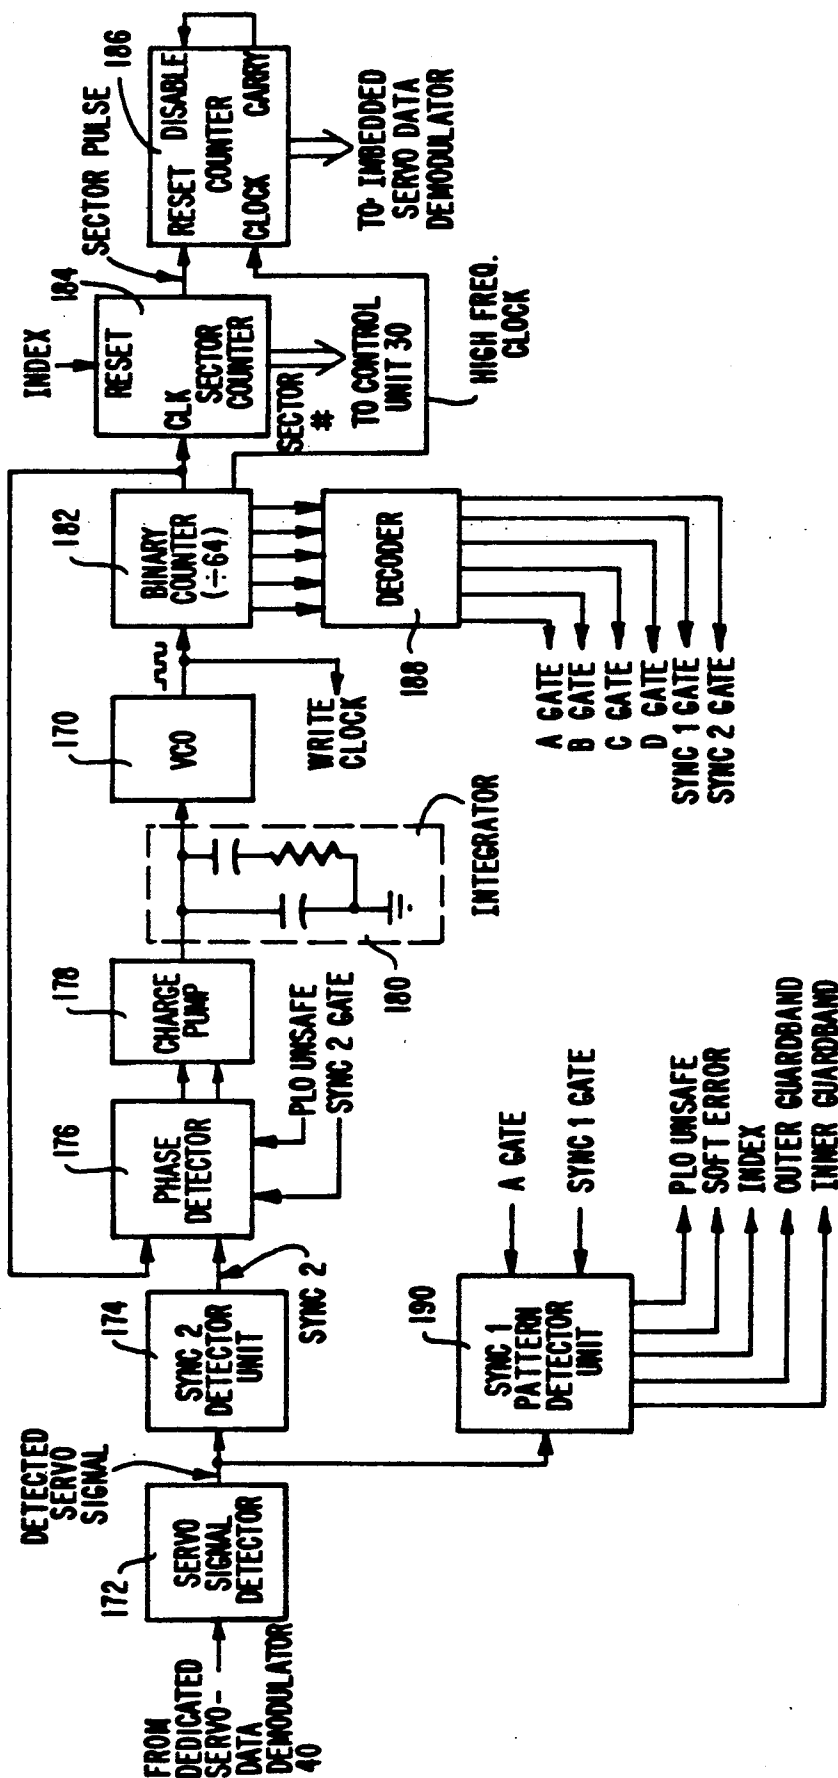 FROM
DEDICATED
SERVO-
DATA
DEMODULATOR
40
172
SERVO
SIGNAL
DETECTOR
DETECTED
SERVO
SIGNAL
174
SYNC 2
DETECTOR
UNIT
SYNC 2
176
PHASE
DETECTOR
PLO UNSAFE
SYNC 2 GATE
178
CHARGE
PUMP
180
INTEGRATOR
170
VCO
WRITE
CLOCK
182
BINARY
COUNTER
(÷64)
INDEX
184
RESET
CLK
SECTOR
COUNTER
SECTOR
#
TO CONTROL
UNIT 30
SECTOR PULSE
186
RESET DISABLE
COUNTER
CLOCK CARRY
TO IMBEDDED
SERVO DATA
DEMODULATOR
HIGH FREQ.
CLOCK
DECODER
188
A GATE
B GATE
C GATE
D GATE
SYNC 1 GATE
SYNC 2 GATE
190
SYNC 1
PATTERN
DETECTOR
UNIT
A GATE
SYNC 1 GATE
PLO UNSAFE
SOFT ERROR
INDEX
OUTER GUARDBAND
INNER GUARDBAND